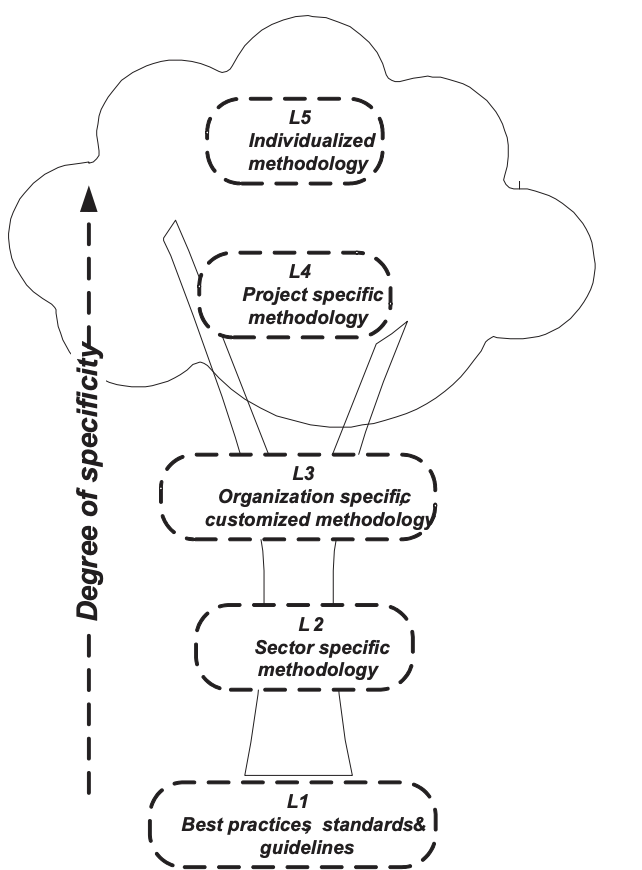 L5
Individualized
methodology
L4
Project specific
methodology
Degree of specificity
L3
Organization specific,
customized methodology
L 2
Sector specific
methodology
L1
Best practices, standards&
guidelines